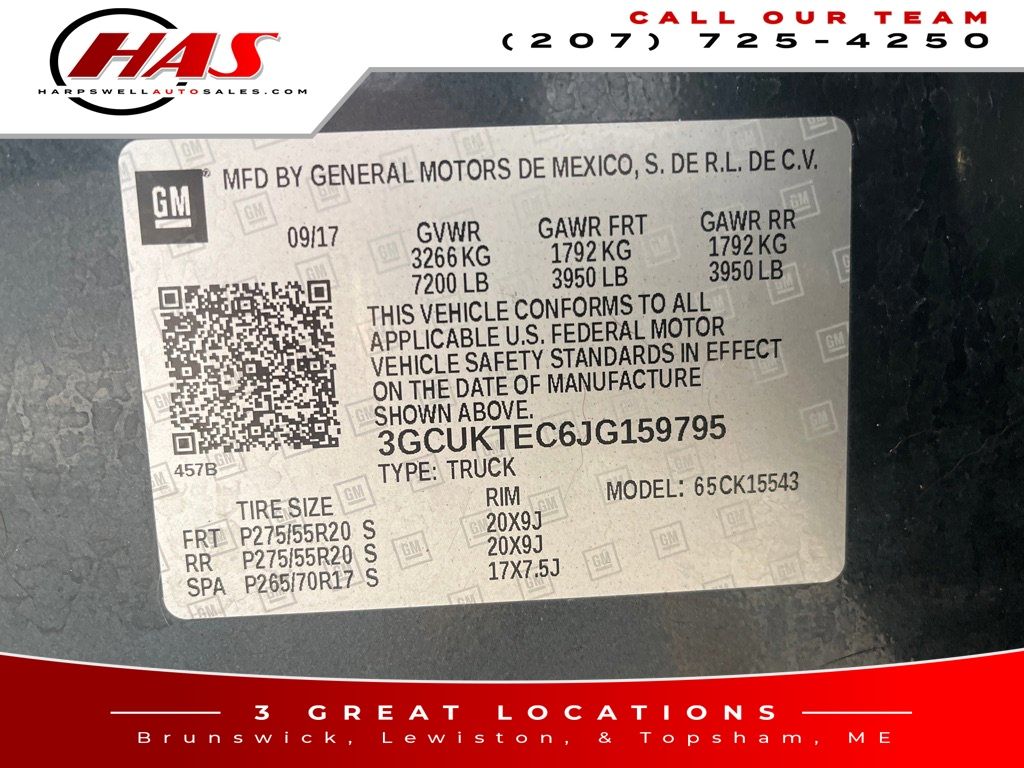 HAS
HARPSWELLAUTOSALES.COM
CALL OUR TEAM
(207) 725-4250
GM
MFD BY GENERAL MOTORS DE MEXICO, S. DE R.L. DE C.V.
09/17 GVWR GAWR FRT GAWR RR
3266 KG 1792 KG 1792 KG
7200 LB 3950 LB 3950 LB
THIS VEHICLE CONFORMS TO ALL
APPLICABLE U.S. FEDERAL MOTOR
VEHICLE SAFETY STANDARDS IN EFFECT
ON THE DATE OF MANUFACTURE
SHOWN ABOVE.
3GCUKTEC6JG159795
457B
TYPE: TRUCK
MODEL: 65CK15543
TIRE SIZE RIM
FRT P275/55R20 S 20X9J
RR P275/55R20 S 20X9J
SPA P265/70R17 S 17X7.5J
3 GREAT LOCATIONS
Brunswick, Lewiston, & Topsham, ME